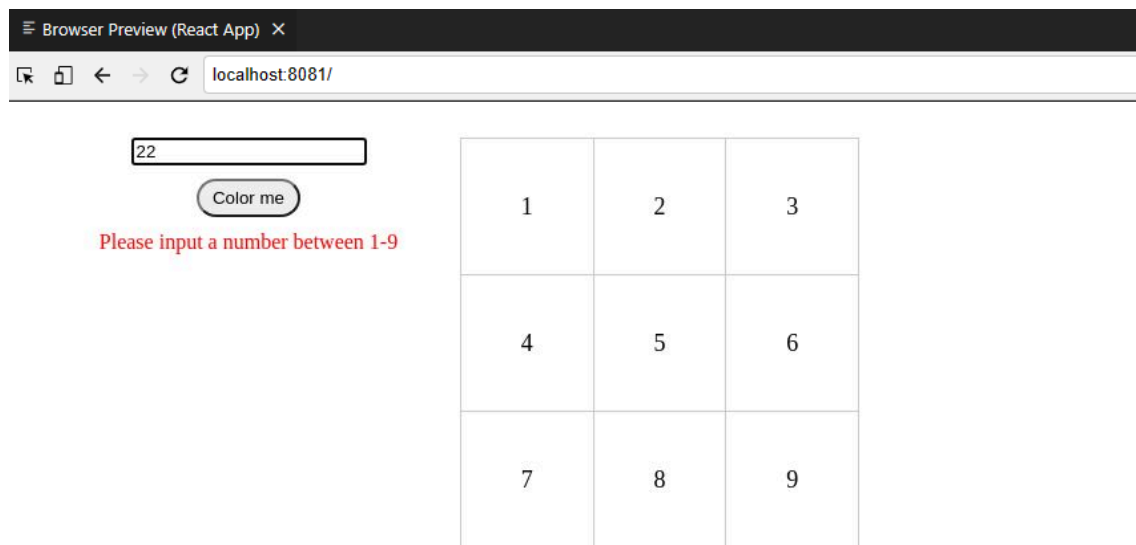 Browser Preview (React App)
localhost:8081/
22
Color me
Please input a number between 1-9
1 2 3
4 5 6
7 8 9